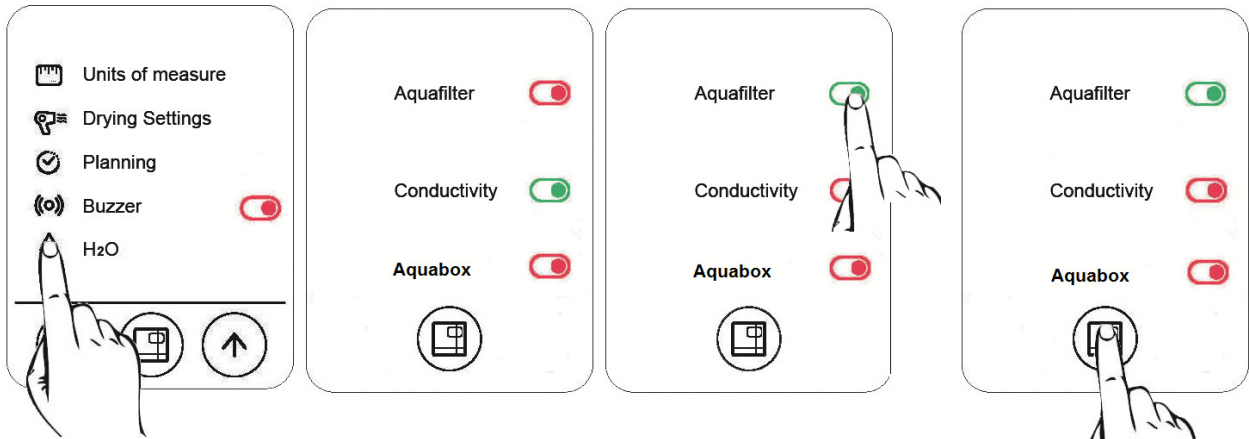 Units of measure
Drying Settings
Planning
Buzzer
H₂O
Aquafilter
Conductivity
Aquabox
Aquafilter
Conductivity
Aquabox
Aquafilter
Conductivity
Aquabox